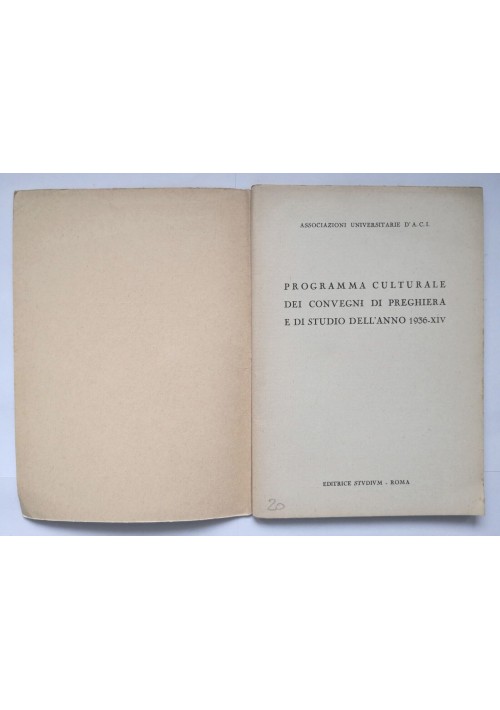 ASSOCIAZIONI UNIVERSITARIE D'A.C.I.
PROGRAMMA CULTURALE
DEI CONVEGNI DI PREGHIERA
E DI STUDIO DELL'ANNO 1936-XIV
EDITRICE STVDIVM - ROMA
20